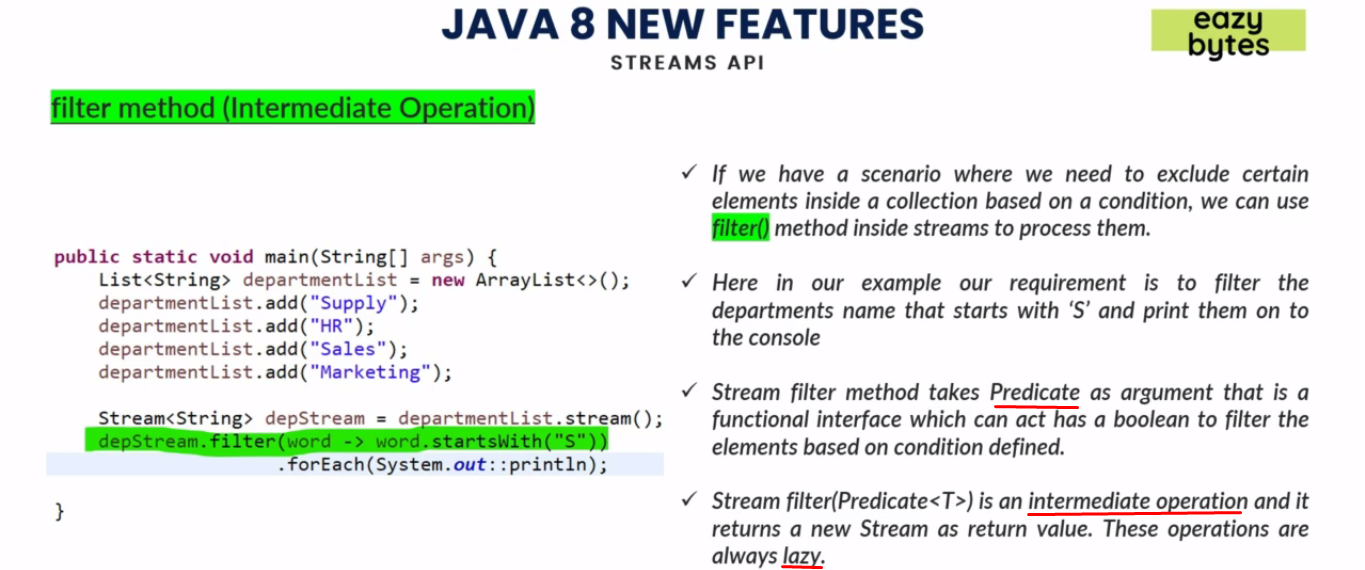 JAVA 8 NEW FEATURES
eazy
bytes
STREAMS API
filter method (Intermediate Operation)
public static void main(String[] args) {
List<String> departmentList = new ArrayList<>();
departmentList.add("Supply");
departmentList.add("HR");
departmentList.add("Sales");
departmentList.add("Marketing");
Stream<String> depStream = departmentList.stream();
depStream.filter(word -> word.startsWith("S"))
.forEach(System.out::println);
}
✓ If we have a scenario where we need to exclude certain
elements inside a collection based on a condition, we can use
filter() method inside streams to process them.
✓ Here in our example our requirement is to filter the
departments name that starts with ‘S’ and print them on to
the console
✓ Stream filter method takes Predicate as argument that is a
functional interface which can act has a boolean to filter the
elements based on condition defined.
✓ Stream filter(Predicate<T>) is an intermediate operation and it
returns a new Stream as return value. These operations are
always lazy.